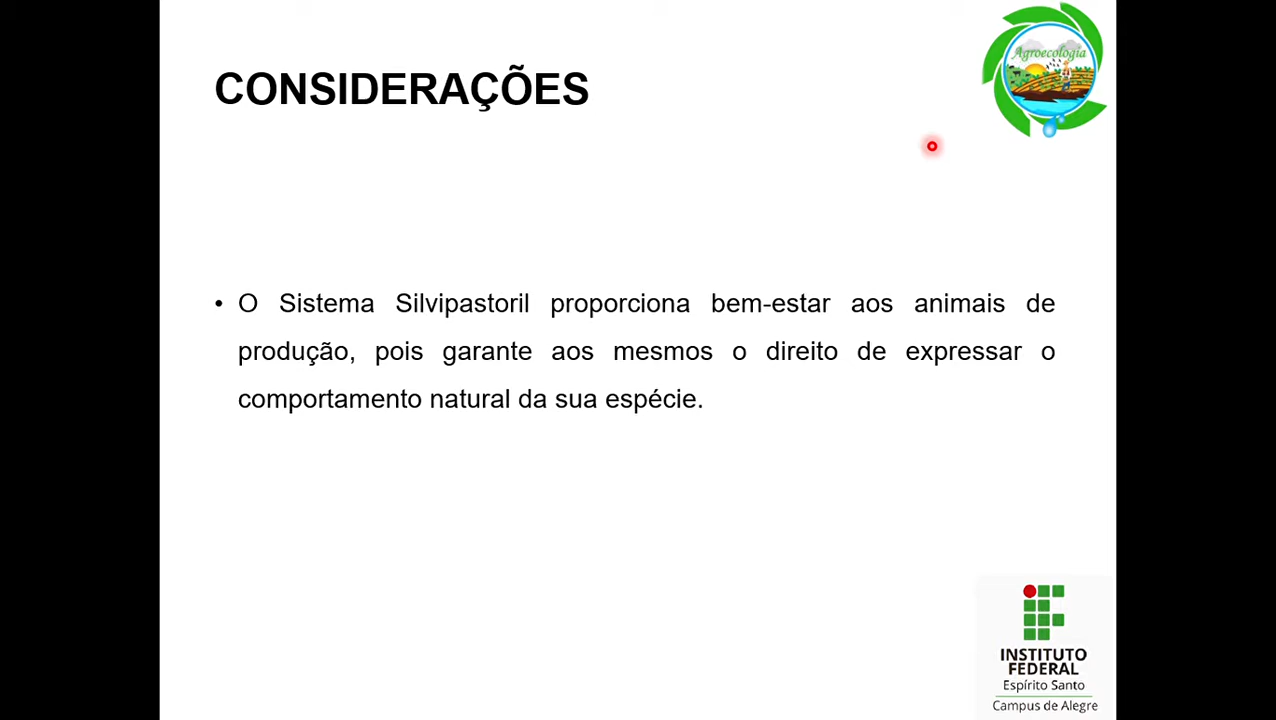 Agroecologia
CONSIDERAÇÕES
• O Sistema Silvipastoril proporciona bem-estar aos animais de
produção, pois garante aos mesmos o direito de expressar o
comportamento natural da sua espécie.
INSTITUTO
FEDERAL
Espírito Santo
Campus de Alegre